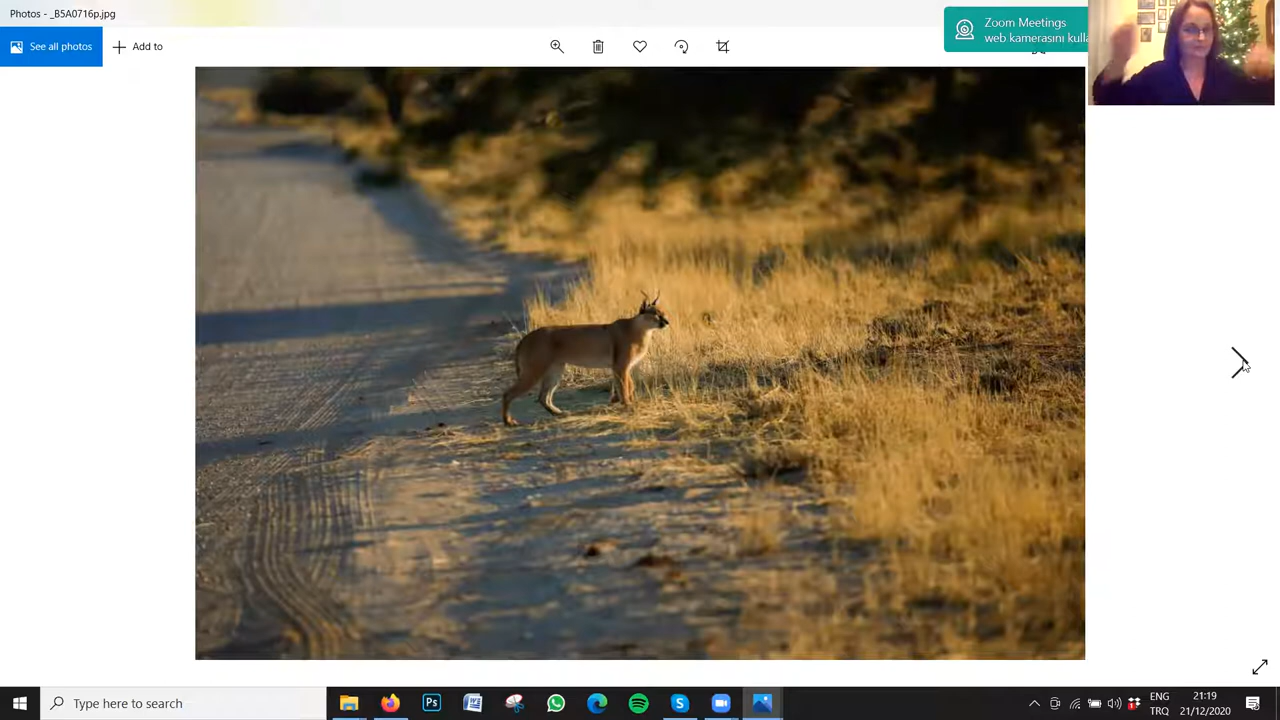 Photos - _B5A0716p.jpg
See all photos
Add to
Zoom Meetings
web kamerasını kulla
Type here to search
Ps
ENG
TRQ
21:19
21/12/2020